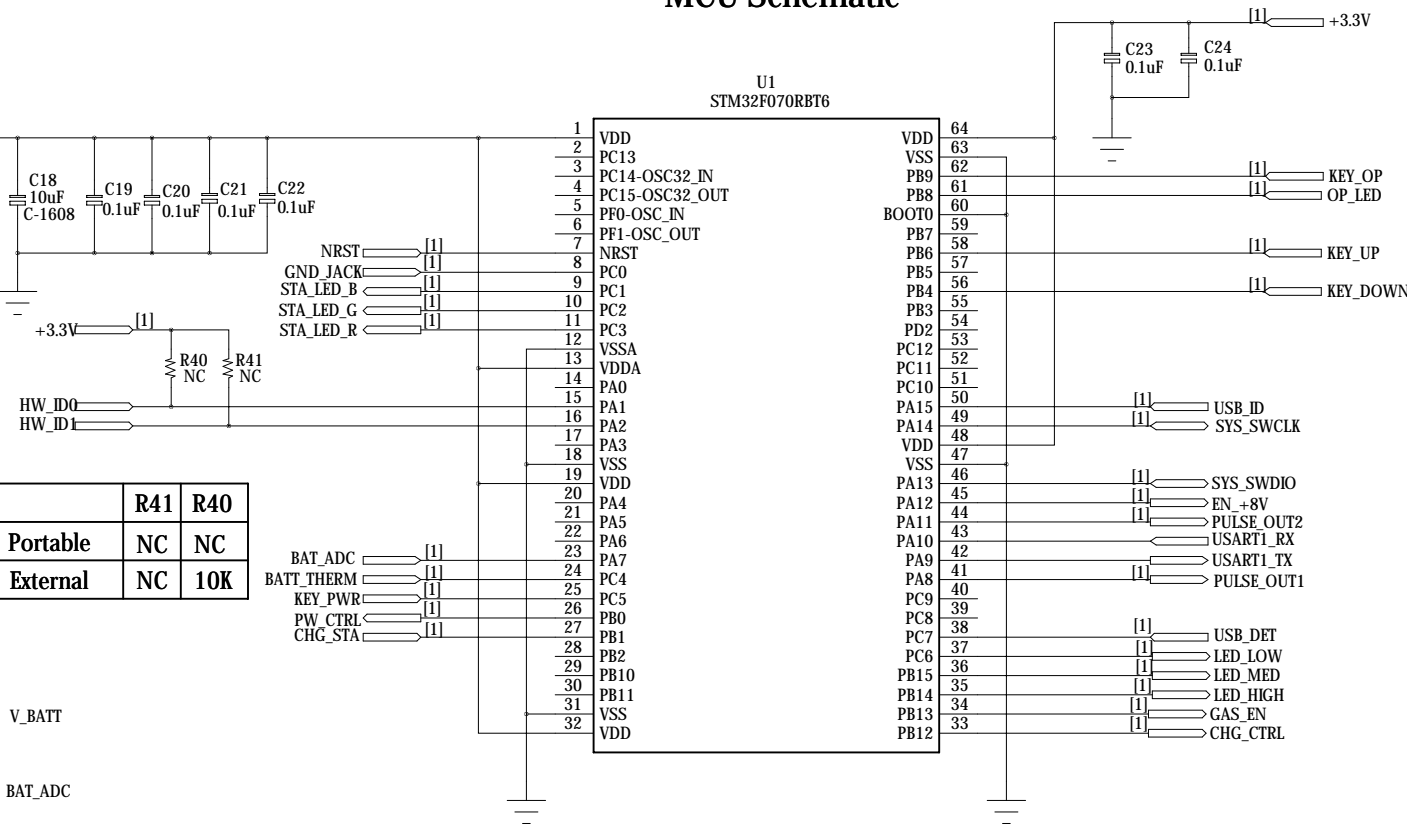 MCU Schematic
[1] +3.3V
C23
0.1uF
C24
0.1uF
U1
STM32F070RBT6
C18
10uF
C-1608
C19
0.1uF
C20
0.1uF
C21
0.1uF
C22
0.1uF
1 VDD
2 PC13
3 PC14-OSC32_IN
4 PC15-OSC32_OUT
5 PF0-OSC_IN
6 PF1-OSC_OUT
NRST [1] 7 NRST
GND_JACK [1] 8 PC0
STA_LED_B [1] 9 PC1
STA_LED_G [1] 10 PC2
STA_LED_R [1] 11 PC3
12 VSSA
13 VDDA
14 PA0
HW_ID0 15 PA1
HW_ID1 16 PA2
17 PA3
18 VSS
19 VDD
20 PA4
21 PA5
22 PA6
BAT_ADC [1] 23 PA7
BATT_THERM [1] 24 PC4
KEY_PWR [1] 25 PC5
PW_CTRL [1] 26 PB0
CHG_STA [1] 27 PB1
28 PB2
29 PB10
30 PB11
31 VSS
32 VDD
VDD 64
VSS 63
PB9 62 [1] KEY_OP
PB8 61 [1] OP_LED
BOOT0 60
PB7 59
PB6 58 [1] KEY_UP
PB5 57
PB4 56 [1] KEY_DOWN
PB3 55
PD2 54
PC12 53
PC11 52
PC10 51
PA15 50 [1] USB_ID
PA14 49 [1] SYS_SWCLK
VDD 48
VSS 47
PA13 46 [1] SYS_SWDIO
PA12 45 [1] EN_+8V
PA11 44 [1] PULSE_OUT2
PA10 43 USART1_RX
PA9 42 USART1_TX
PA8 41 [1] PULSE_OUT1
PC9 40
PC8 39
PC7 38 [1] USB_DET
PC6 37 [1] LED_LOW
PB15 36 [1] LED_MED
PB14 35 [1] LED_HIGH
PB13 34 [1] GAS_EN
PB12 33 [1] CHG_CTRL
+3.3V [1]
R40
NC
R41
NC
R41 R40
Portable NC NC
External NC 10K
V_BATT
BAT_ADC